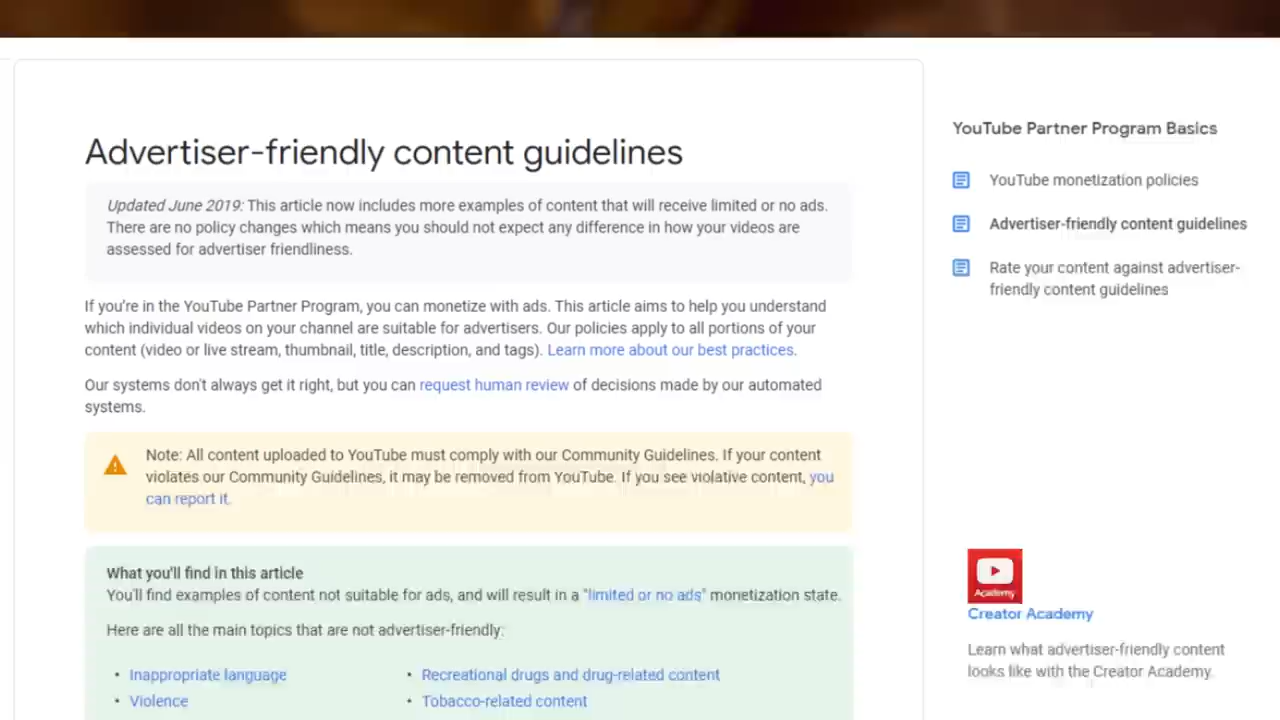 Advertiser-friendly content guidelines
Updated June 2019: This article now includes more examples of content that will receive limited or no ads.
There are no policy changes which means you should not expect any difference in how your videos are
assessed for advertiser friendliness.
If you're in the YouTube Partner Program, you can monetize with ads. This article aims to help you understand
which individual videos on your channel are suitable for advertisers. Our policies apply to all portions of your
content (video or live stream, thumbnail, title, description, and tags). Learn more about our best practices.
Our systems don't always get it right, but you can request human review of decisions made by our automated
systems.
Note: All content uploaded to YouTube must comply with our Community Guidelines. If your content
violates our Community Guidelines, it may be removed from YouTube. If you see violative content, you
can report it.
What you'll find in this article
You'll find examples of content not suitable for ads, and will result in a "limited or no ads" monetization state.
Here are all the main topics that are not advertiser-friendly:
• Inappropriate language
• Violence
• Recreational drugs and drug-related content
• Tobacco-related content
YouTube Partner Program Basics
YouTube monetization policies
Advertiser-friendly content guidelines
Rate your content against advertiser-
friendly content guidelines
Academy
Creator Academy
Learn what advertiser-friendly content
looks like with the Creator Academy.